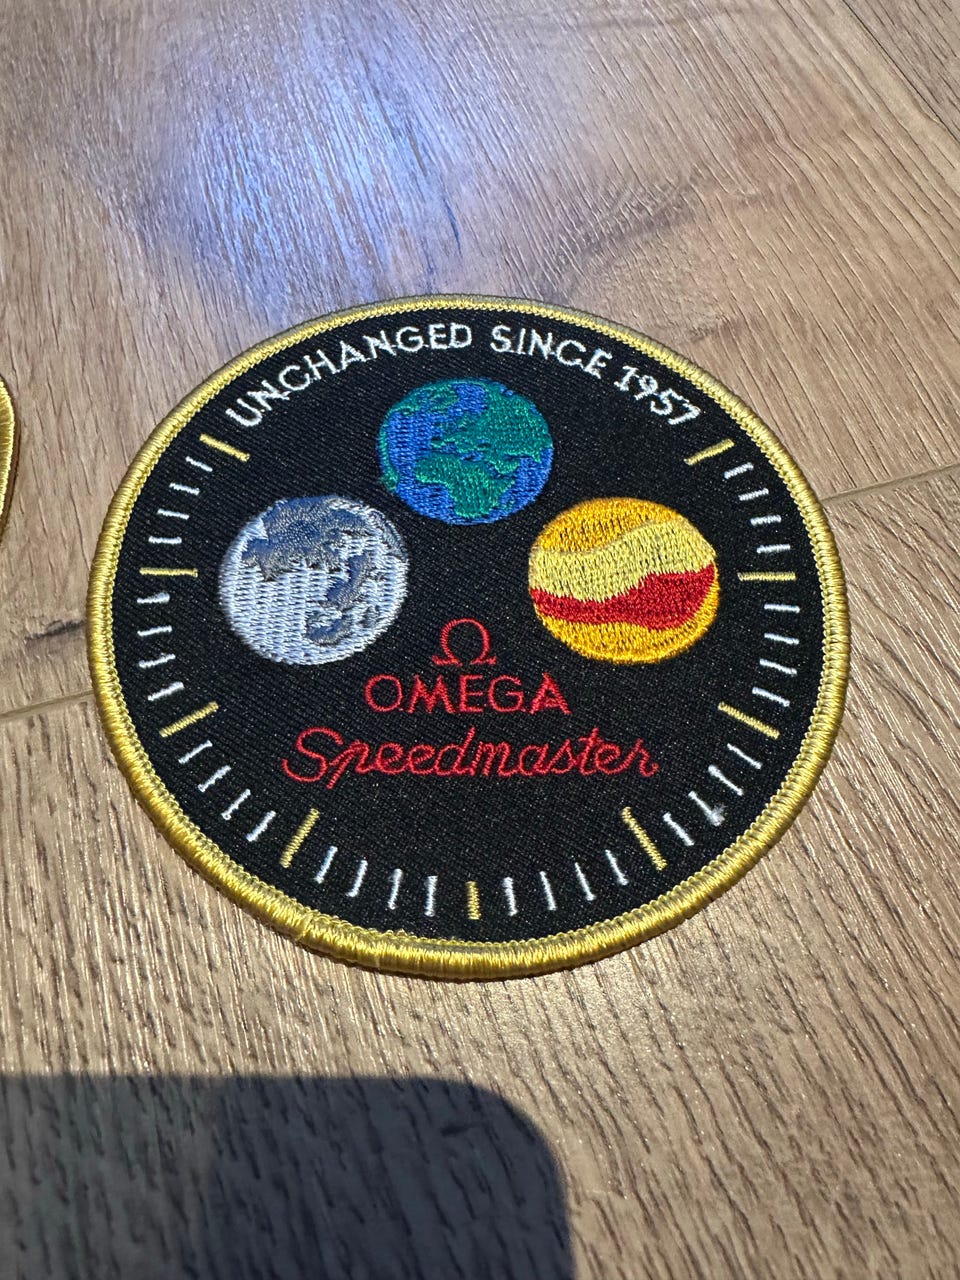 UNCHANGED SINCE 1957
Ω
OMEGA
Speedmaster